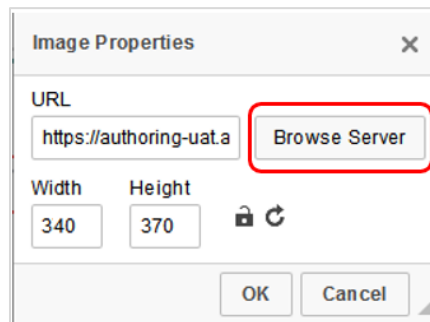 Image Properties
URL
https://authoring-uat.a
Browse Server
Width
Height
340
370
OK
Cancel